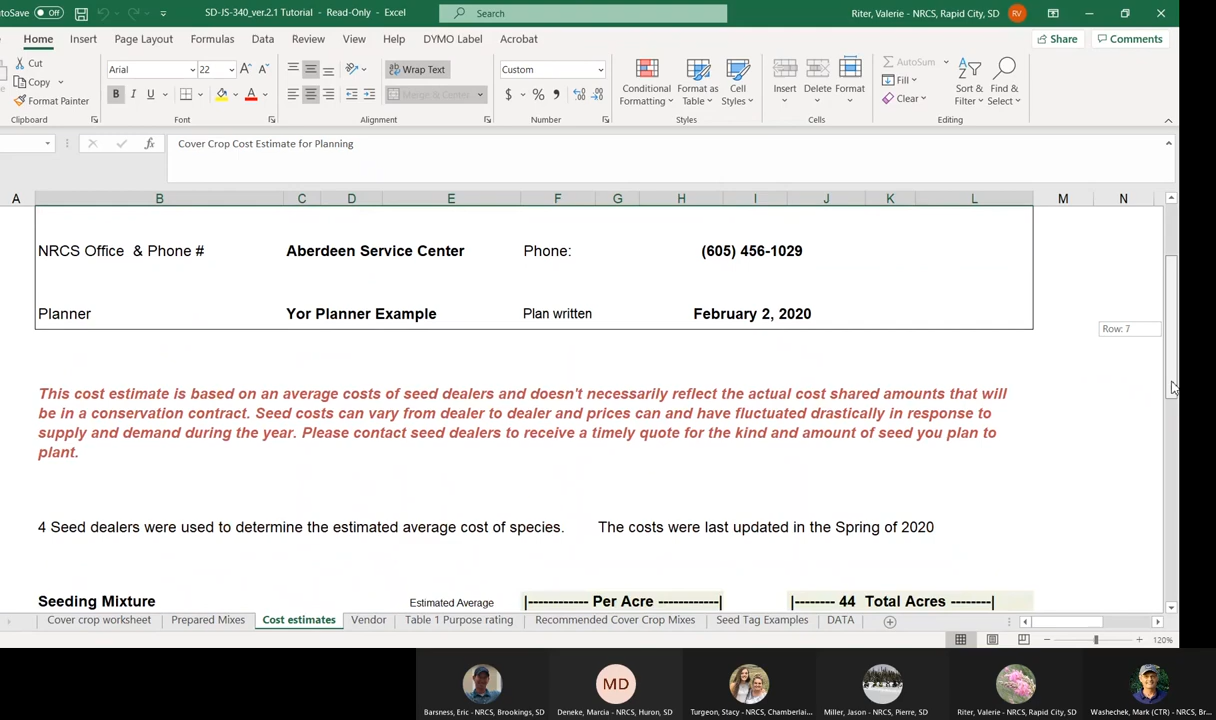 toSave Off SD-JS-340_ver.2.1 Tutorial - Read-Only - Excel Search Riter, Valerie - NRCS, Rapid City, SD RV
Home Insert Page Layout Formulas Data Review View Help DYMO Label Acrobat Share Comments
Cut
Copy
Format Painter
Clipboard
Arial 22
Font
Wrap Text
Merge & Center
Alignment
Custom
Number
Conditional Formatting
Format as Table
Cell Styles
Styles
Insert Delete Format
Cells
AutoSum
Fill
Clear
Sort & Filter
Find & Select
Editing
fx Cover Crop Cost Estimate for Planning
A B C D E F G H I J K L M N
NRCS Office & Phone # Aberdeen Service Center Phone: (605) 456-1029
Planner Yor Planner Example Plan written February 2, 2020
Row: 7
This cost estimate is based on an average costs of seed dealers and doesn't necessarily reflect the actual cost shared amounts that will
be in a conservation contract. Seed costs can vary from dealer to dealer and prices can and have fluctuated drastically in response to
supply and demand during the year. Please contact seed dealers to receive a timely quote for the kind and amount of seed you plan to
plant.
4 Seed dealers were used to determine the estimated average cost of species. The costs were last updated in the Spring of 2020
Seeding Mixture Estimated Average |------------ Per Acre ------------| |-------- 44 Total Acres --------|
Cover crop worksheet Prepared Mixes Cost estimates Vendor Table 1 Purpose rating Recommended Cover Crop Mixes Seed Tag Examples DATA
120%
MD
Barsness, Eric - NRCS, Brookings, SD Deneke, Marcia - NRCS, Huron, SD Turgeon, Stacy - NRCS, Chamberlai... Miller, Jason - NRCS, Pierre, SD Riter, Valerie - NRCS, Rapid City, SD Washechek, Mark (CTR) - NRCS, Br...